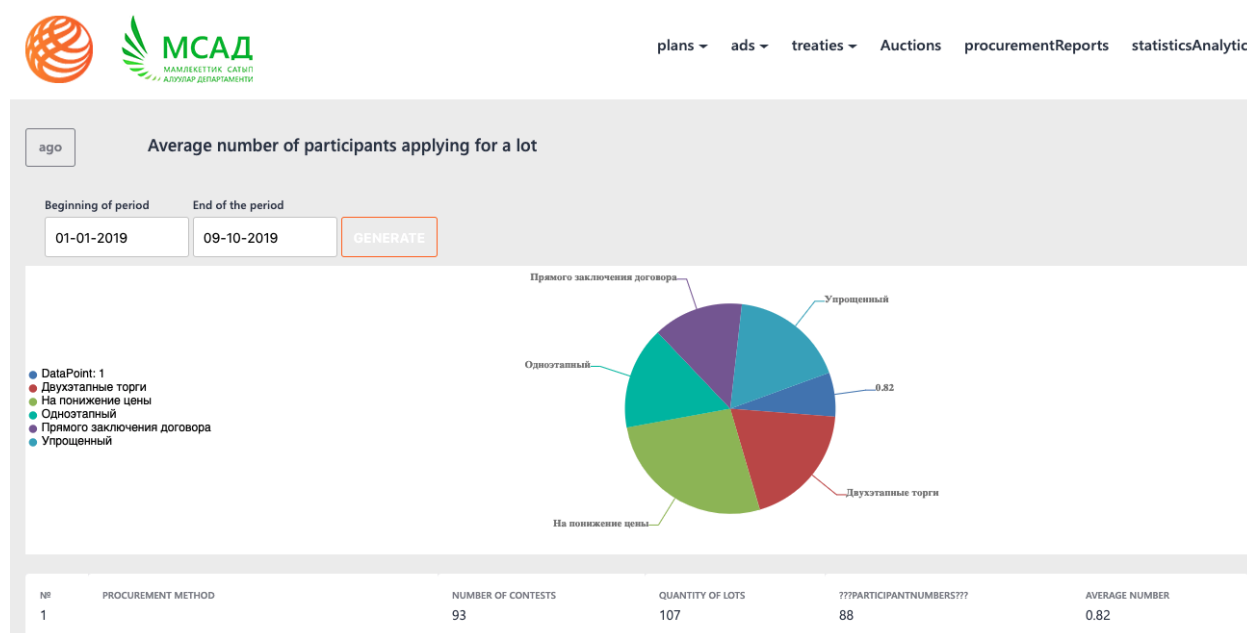 МСАД
МАМЛЕКЕТТИК САТЫП
АЛУУЛАР ДЕПАРТАМЕНТИ
plans ads treaties Auctions procurementReports statisticsAnalytic
ago
Average number of participants applying for a lot
Beginning of period End of the period
01-01-2019 09-10-2019 GENERATE
Прямого заключения договора
Упрощенный
Одноэтапный
0.82
Двухэтапные торги
На понижение цены
DataPoint: 1
Двухэтапные торги
На понижение цены
Одноэтапный
Прямого заключения договора
Упрощенный
№ PROCUREMENT METHOD NUMBER OF CONTESTS QUANTITY OF LOTS ???PARTICIPANTNUMBERS??? AVERAGE NUMBER
1 93 107 88 0.82